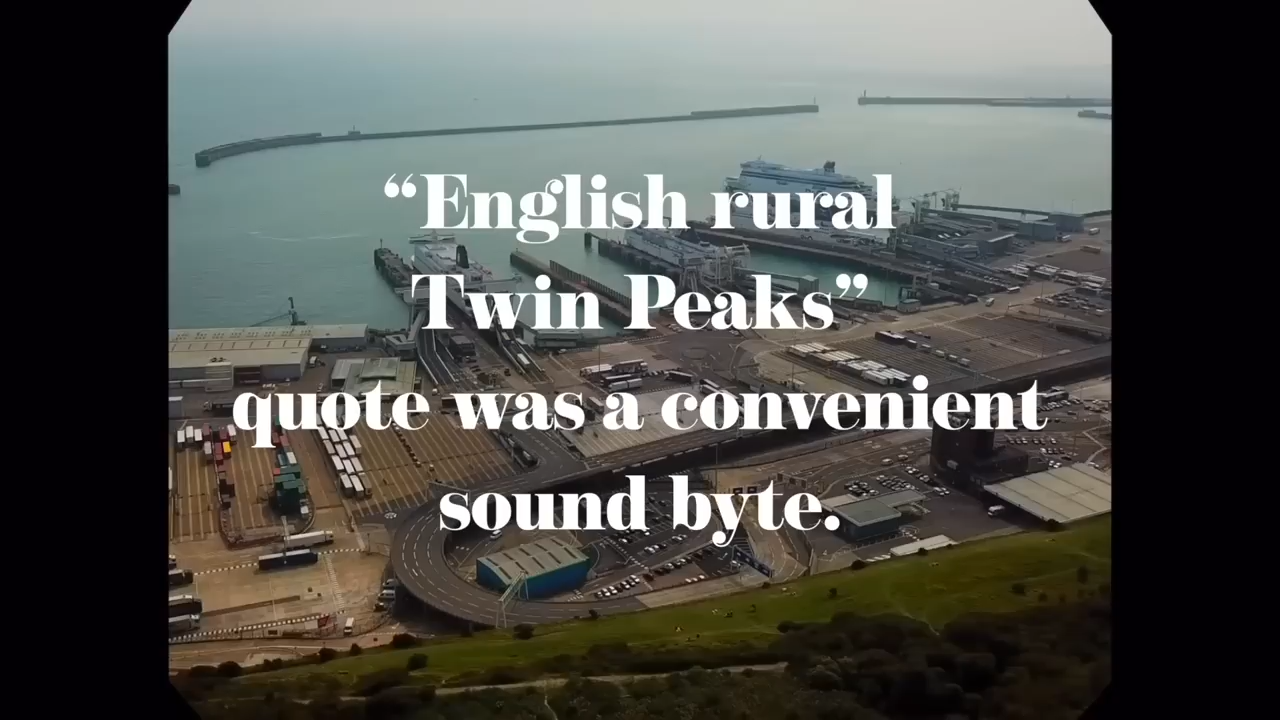 “English rural
Twin Peaks”
quote was a convenient
sound byte.